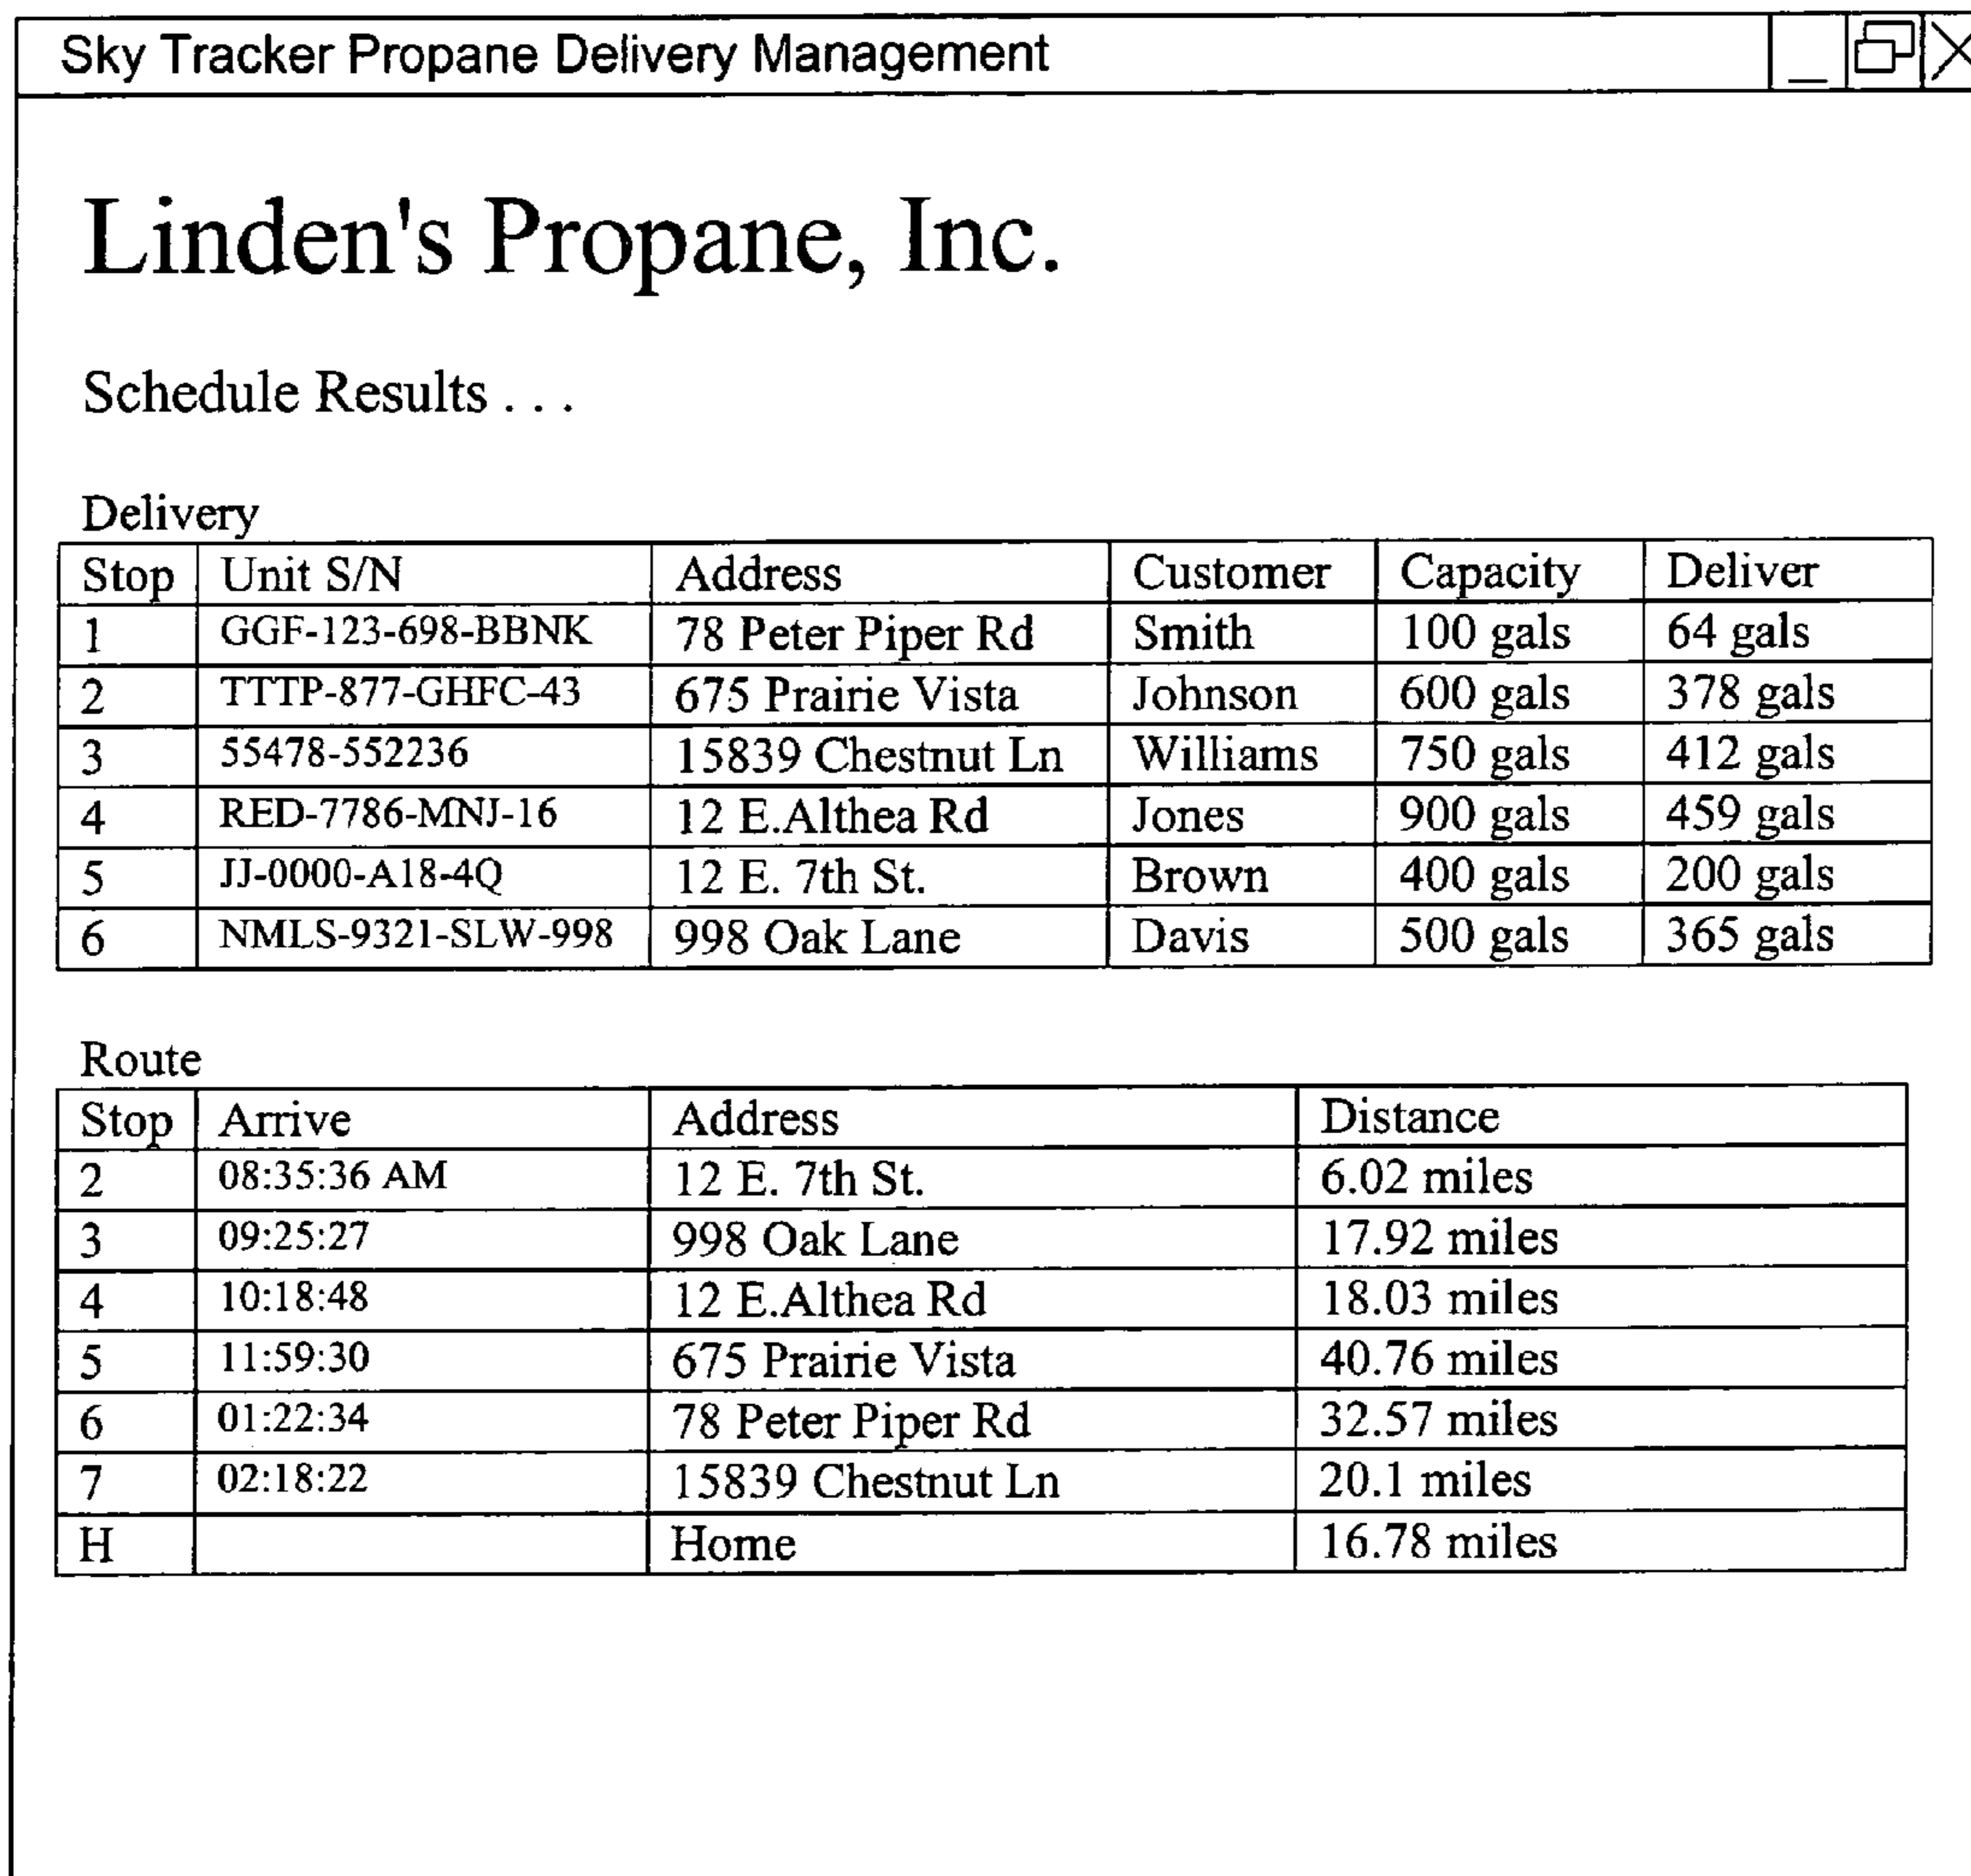 Sky Tracker Propane Delivery Management
Linden's Propane, Inc.
Schedule Results . . .
Delivery
Stop Unit S/N Address Customer Capacity Deliver
1 GGF-123-698-BBNK 78 Peter Piper Rd Smith 100 gals 64 gals
2 TTTP-877-GHFC-43 675 Prairie Vista Johnson 600 gals 378 gals
3 55478-552236 15839 Chestnut Ln Williams 750 gals 412 gals
4 RED-7786-MNJ-16 12 E.Althea Rd Jones 900 gals 459 gals
5 JJ-0000-A18-4Q 12 E. 7th St. Brown 400 gals 200 gals
6 NMLS-9321-SLW-998 998 Oak Lane Davis 500 gals 365 gals
Route
Stop Arrive Address Distance
2 08:35:36 AM 12 E. 7th St. 6.02 miles
3 09:25:27 998 Oak Lane 17.92 miles
4 10:18:48 12 E.Althea Rd 18.03 miles
5 11:59:30 675 Prairie Vista 40.76 miles
6 01:22:34 78 Peter Piper Rd 32.57 miles
7 02:18:22 15839 Chestnut Ln 20.1 miles
H Home 16.78 miles